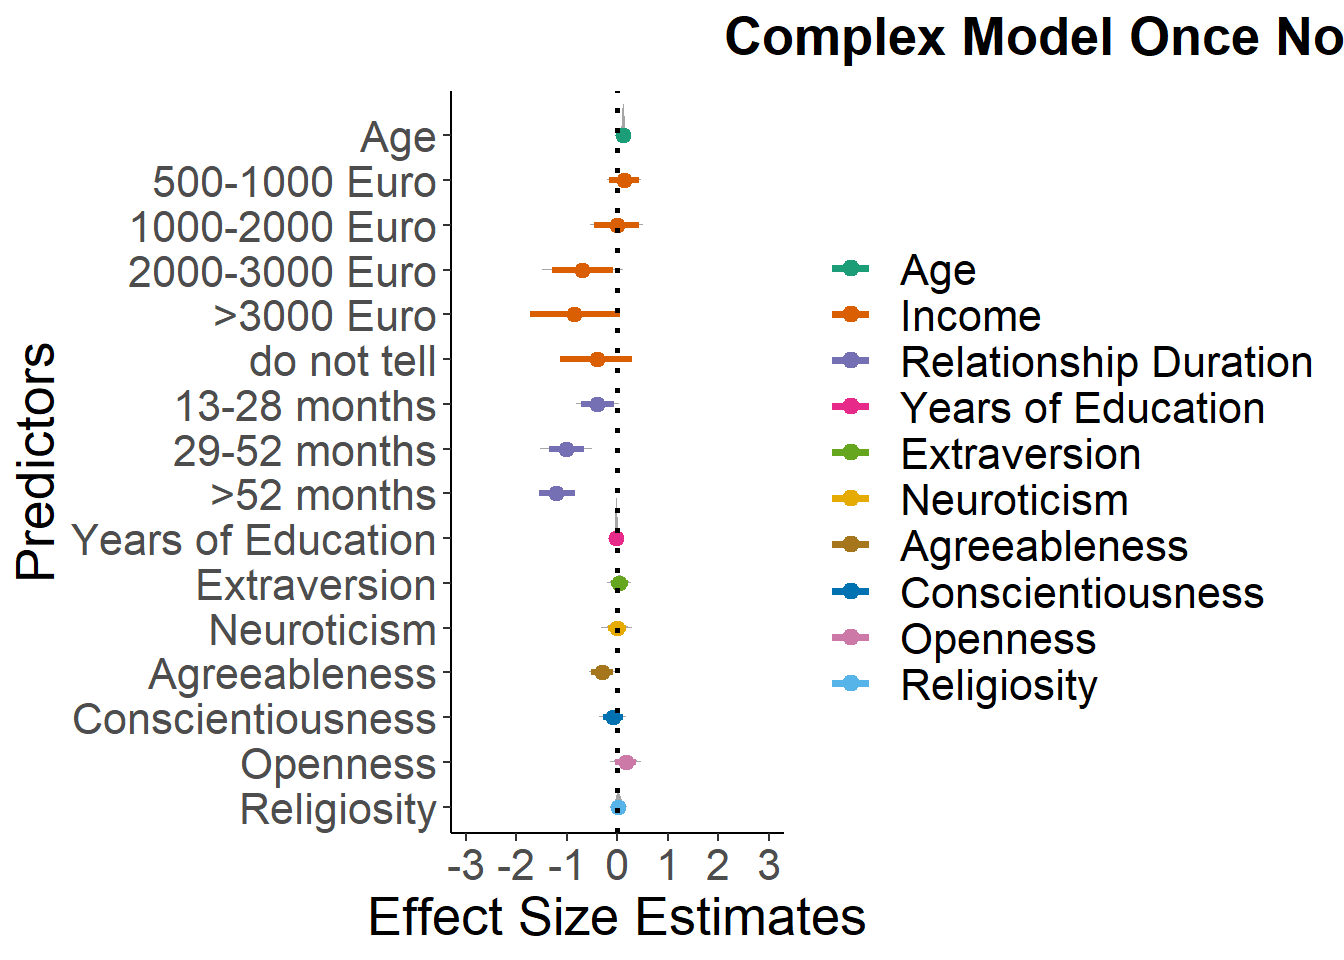 Complex Model Once No
Predictors
Age
500-1000 Euro
1000-2000 Euro
2000-3000 Euro
>3000 Euro
do not tell
13-28 months
29-52 months
>52 months
Years of Education
Extraversion
Neuroticism
Agreeableness
Conscientiousness
Openness
Religiosity
-3 -2 -1 0 1 2 3
Effect Size Estimates
Age
Income
Relationship Duration
Years of Education
Extraversion
Neuroticism
Agreeableness
Conscientiousness
Openness
Religiosity